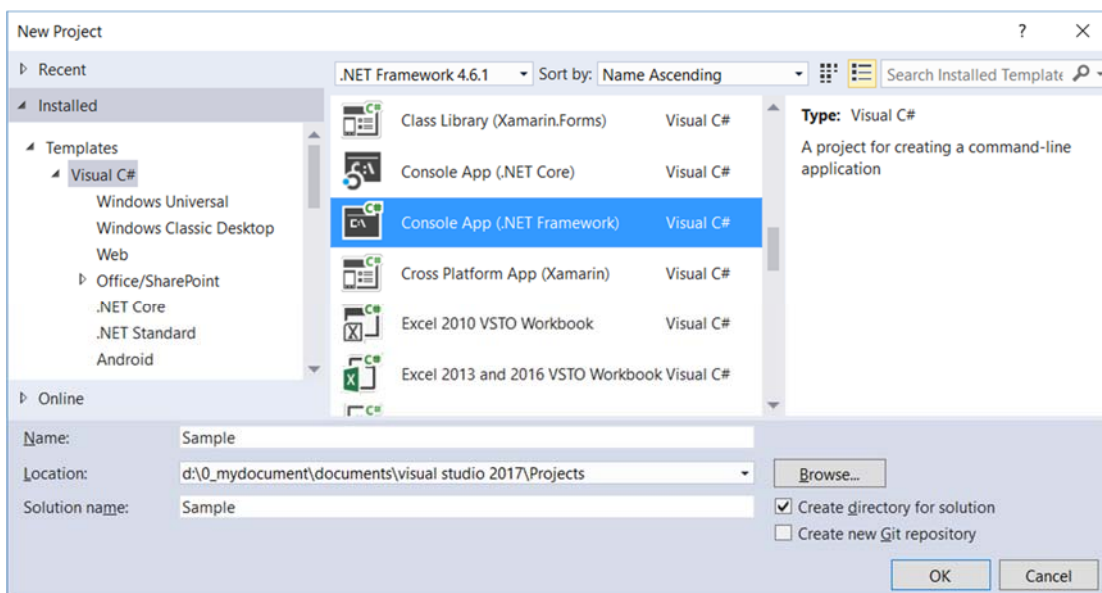 New Project ?
Recent
.NET Framework 4.6.1 Sort by: Name Ascending Search Installed Template
Installed
Templates
Visual C#
Windows Universal
Windows Classic Desktop
Web
Office/SharePoint
.NET Core
.NET Standard
Android
Online
Class Library (Xamarin.Forms) Visual C#
Console App (.NET Core) Visual C#
Console App (.NET Framework) Visual C#
Cross Platform App (Xamarin) Visual C#
Excel 2010 VSTO Workbook Visual C#
Excel 2013 and 2016 VSTO Workbook Visual C#
Type: Visual C#
A project for creating a command-line
application
Name: Sample
Location: d:\0_mydocument\documents\visual studio 2017\Projects Browse...
Solution name: Sample Create directory for solution
Create new Git repository
OK Cancel